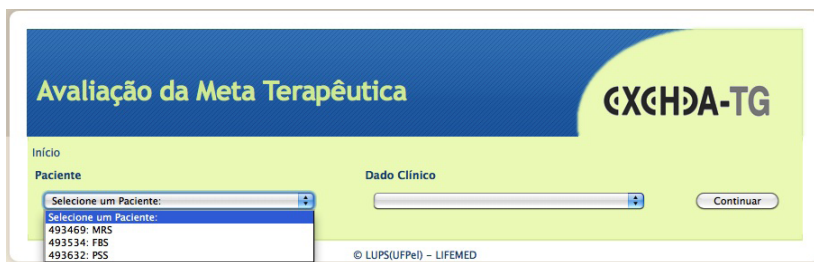 Avaliação da Meta Terapêutica
EXEHDA-TG
Início
Paciente
Dado Clínico
Selecione um Paciente:
Continuar
Selecione um Paciente:
493469: MRS
493534: FBS
493632: PSS
© LUPS(UFPel) – LIFEMED